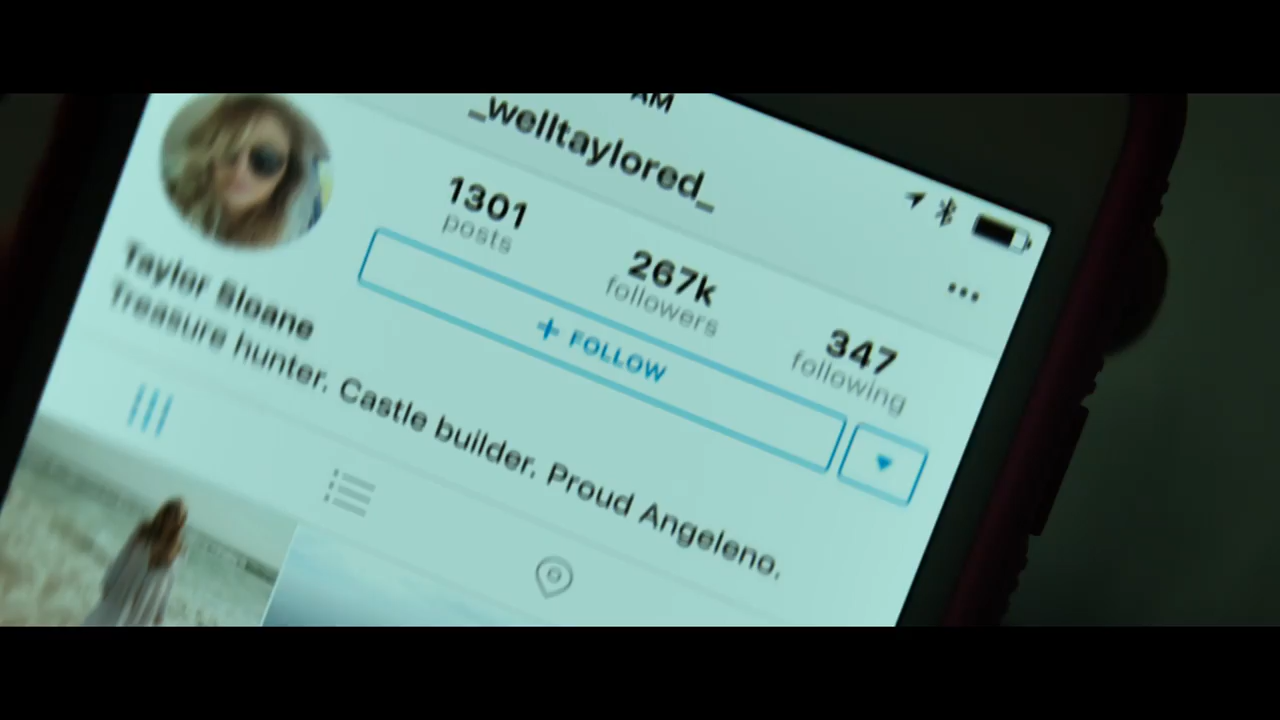 AM
_welltaylored_
1301
posts
267k
followers
347
following
+ FOLLOW
Taylor Sloane
Treasure hunter. Castle builder. Proud Angeleno.